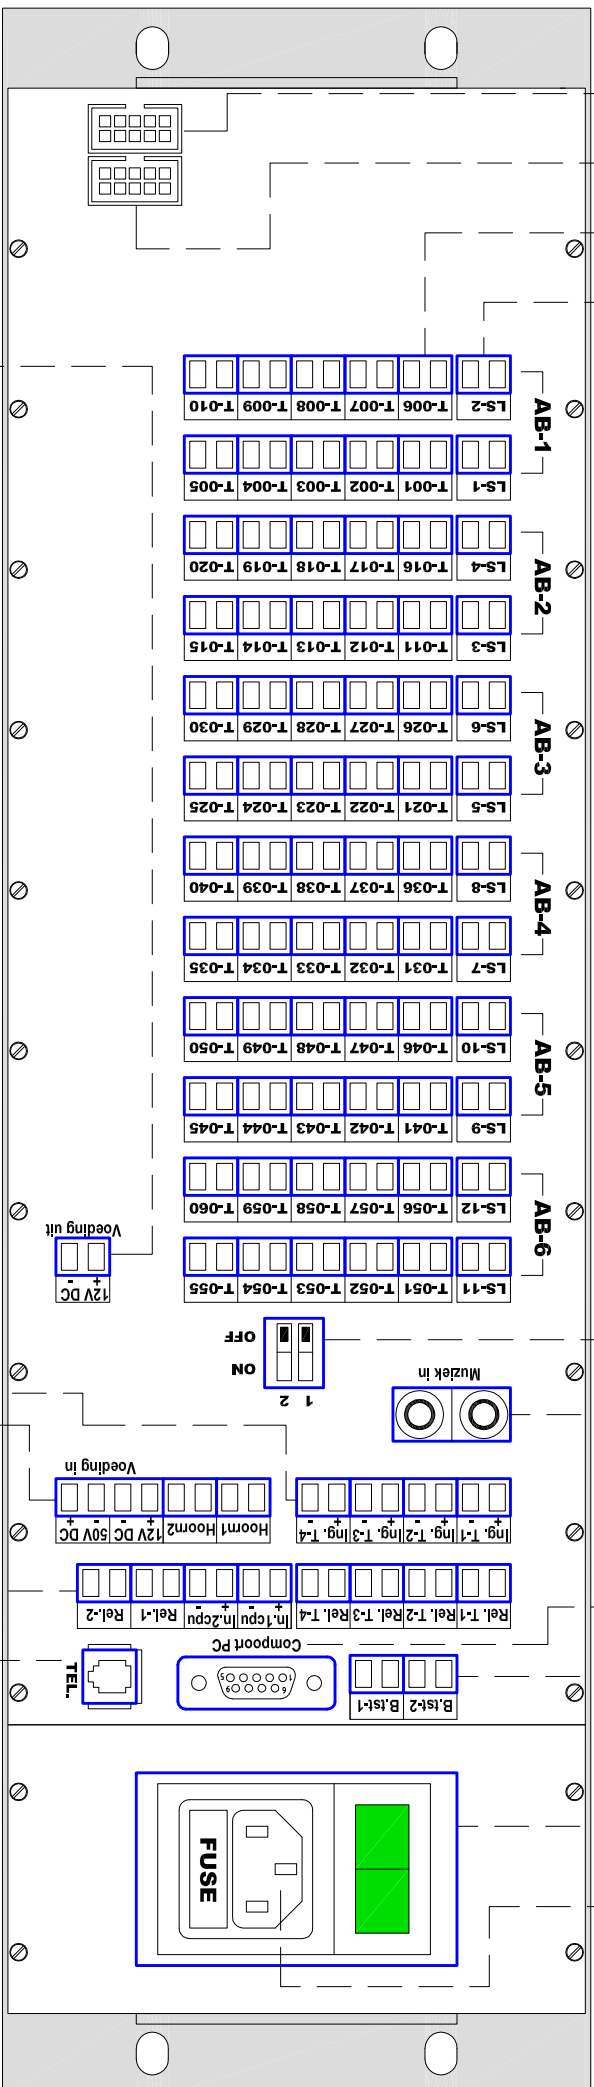 T-010 T-009 T-008 T-007 T-006 LS-2
AB-1
T-005 T-004 T-003 T-002 T-001 LS-1
T-020 T-019 T-018 T-017 T-016 LS-4
AB-2
T-015 T-014 T-013 T-012 T-011 LS-3
T-030 T-029 T-028 T-027 T-026 LS-6
AB-3
T-025 T-024 T-023 T-022 T-021 LS-5
T-040 T-039 T-038 T-037 T-036 LS-8
AB-4
T-035 T-034 T-033 T-032 T-031 LS-7
T-050 T-049 T-048 T-047 T-046 LS-10
AB-5
T-045 T-044 T-043 T-042 T-041 LS-9
T-060 T-059 T-058 T-057 T-056 LS-12
AB-6
Voeding uit
- +
12V DC
T-055 T-054 T-053 T-052 T-051 LS-11
OFF
ON
2 1
Muziek in
Voeding in
+ - - +
50V DC 12V DC Hoorn2 Hoorn1
- + - + - + - +
Ing. T-4 Ing. T-3 Ing. T-2 Ing. T-1
Rel.-2 Rel.-1
- + - +
In.2cpu In.1cpu
Rel. T-4 Rel. T-3 Rel. T-2 Rel. T-1
Compoort PC
TEL.
5 1
9 6
B.tst-1 B.tst-2
FUSE